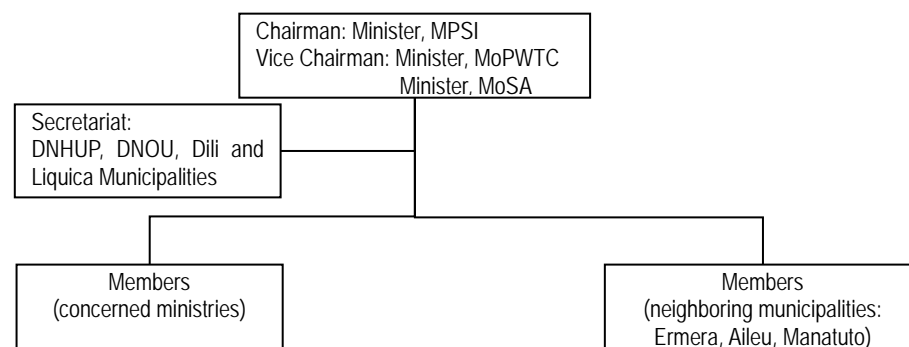 Chairman: Minister, MPSI
Vice Chairman: Minister, MoPWTC
Minister, MoSA
Secretariat:
DNHUP, DNOU, Dili and
Liquica Municipalities
Members
(concerned ministries)
Members
(neighboring municipalities:
Ermera, Aileu, Manatuto)